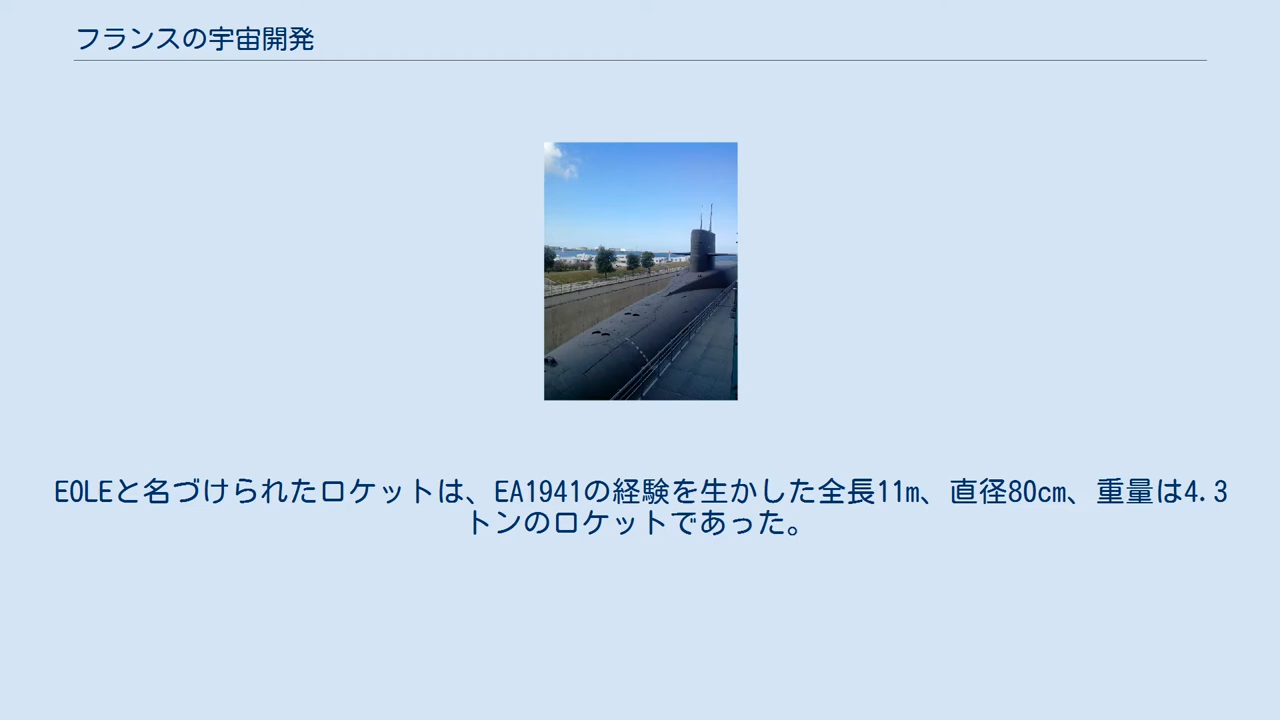 フランスの宇宙開発
EOLEと名づけられたロケットは、EA1941の経験を生かした全長11m、直径80cm、重量は4.3
トンのロケットであった。